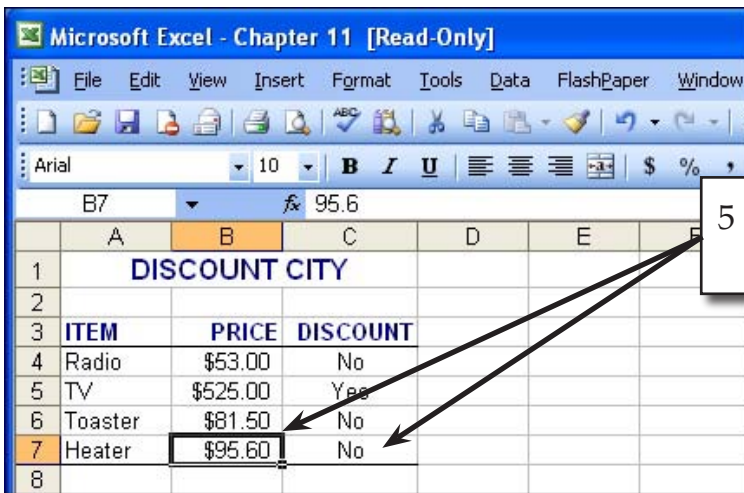 Microsoft Excel - Chapter 11 [Read-Only]
File Edit View Insert Format Tools Data FlashPaper Window
ABC
Arial 10 B I U a $ % ,
B7 fx 95.6
A B C D E
1 DISCOUNT CITY
2
3 ITEM PRICE DISCOUNT
4 Radio $53.00 No
5 TV $525.00 Yes
6 Toaster $81.50 No
7 Heater $95.60 No
8
5